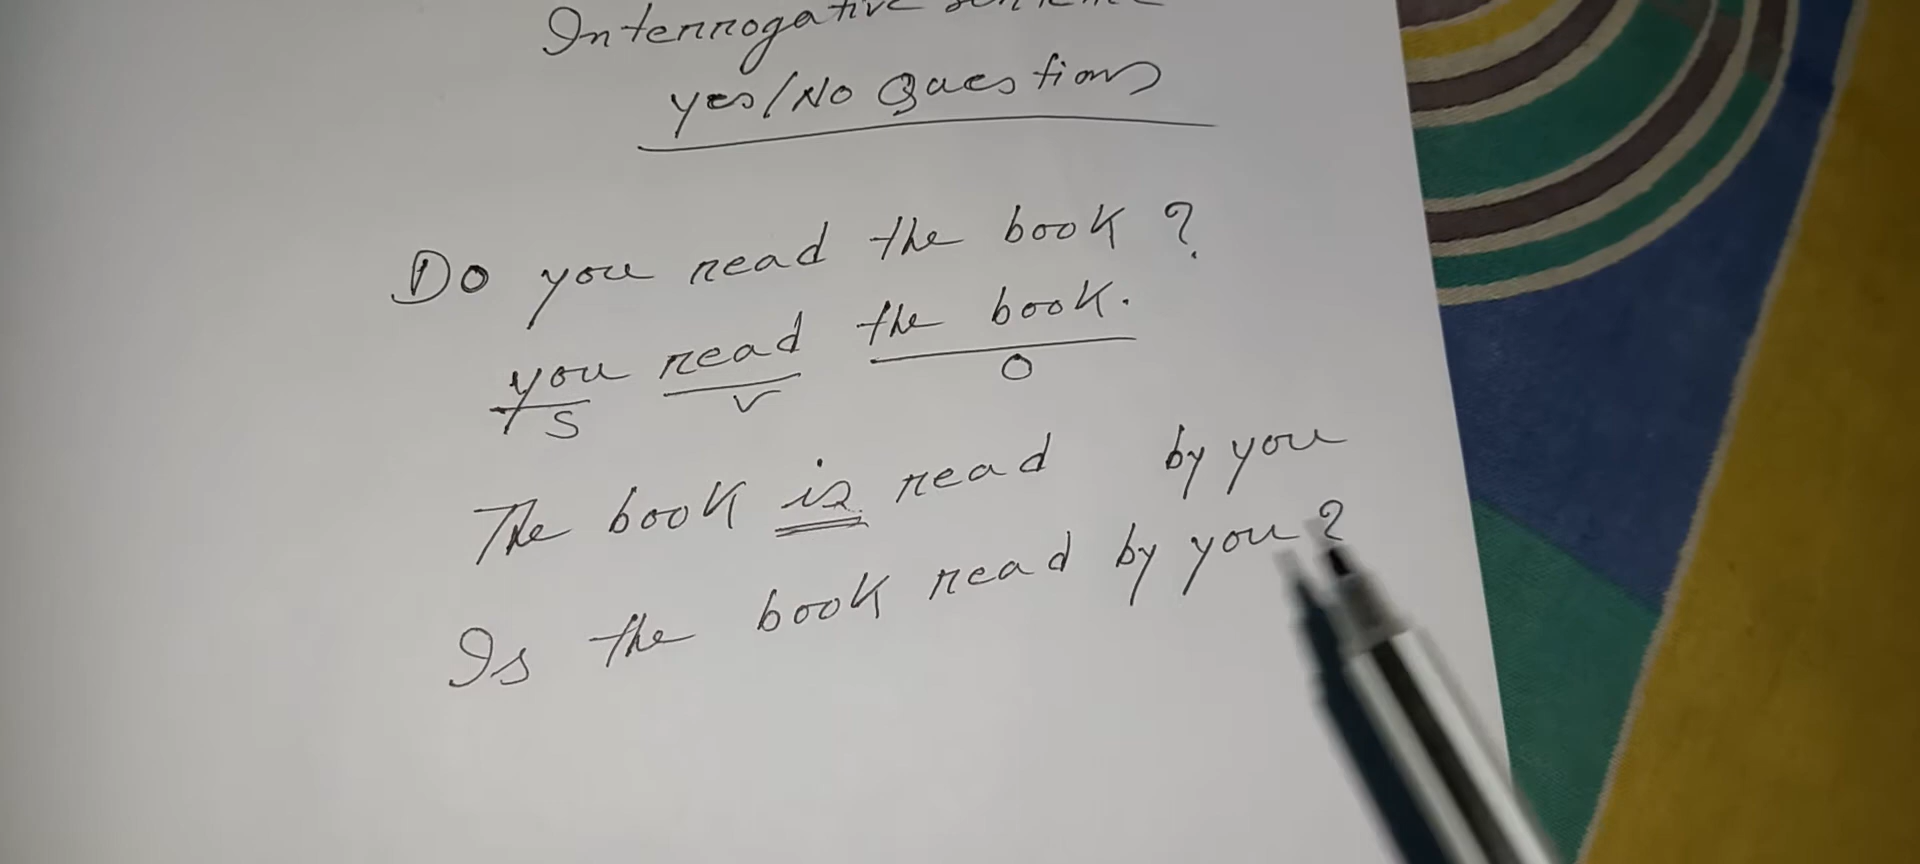 Interrogative
yes/No Questions
Do you read the book ?
you read the book.
S V O
The book is read by you
Is the book read by you ?